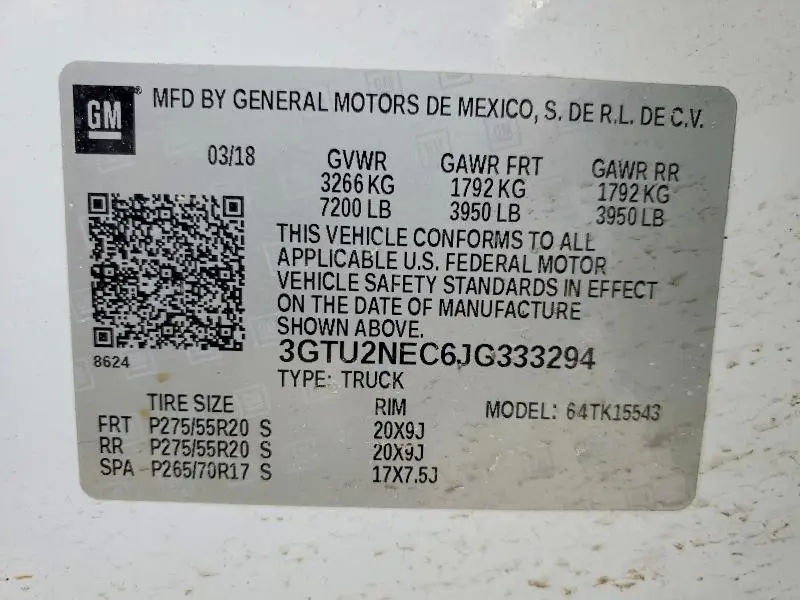 GM® MFD BY GENERAL MOTORS DE MEXICO, S. DE R.L. DE C.V.
03/18 GVWR GAWR FRT GAWR RR
3266 KG 1792 KG 1792 KG
7200 LB 3950 LB 3950 LB
THIS VEHICLE CONFORMS TO ALL
APPLICABLE U.S. FEDERAL MOTOR
VEHICLE SAFETY STANDARDS IN EFFECT
ON THE DATE OF MANUFACTURE
SHOWN ABOVE.
8624
3GTU2NEC6JG333294
TYPE: TRUCK
TIRE SIZE RIM MODEL: 64TK15543
FRT P275/55R20 S 20X9J
RR P275/55R20 S 20X9J
SPA P265/70R17 S 17X7.5J